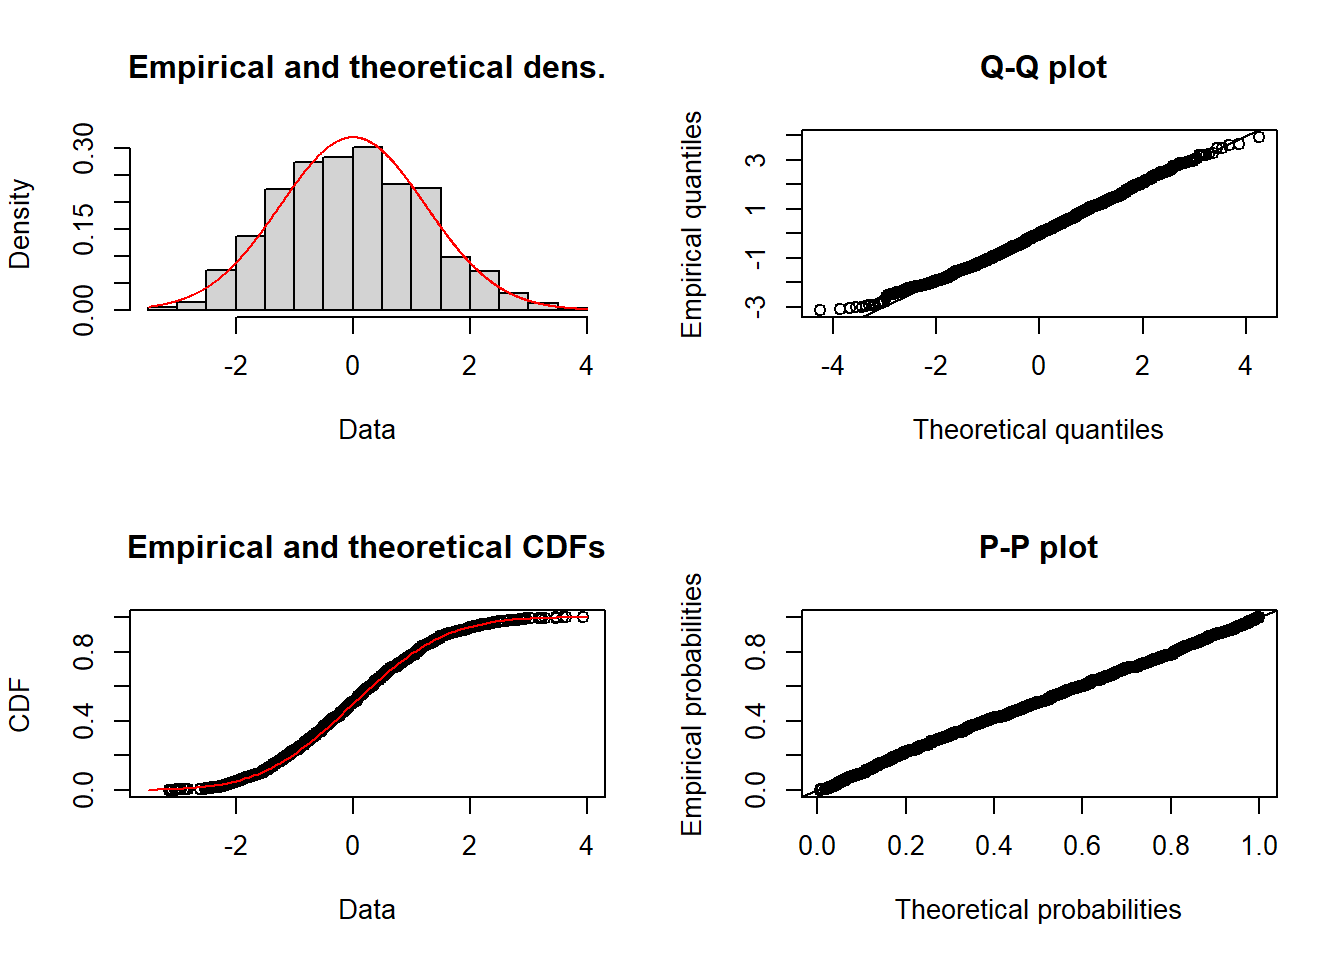 Empirical and theoretical dens.
Density
0.00 0.15 0.30
-2 0 2 4
Data
Q-Q plot
Empirical quantiles
-3 -1 1 3
-4 -2 0 2 4
Theoretical quantiles
Empirical and theoretical CDFs
CDF
0.0 0.4 0.8
-2 0 2 4
Data
P-P plot
Empirical probabilities
0.0 0.4 0.8
0.0 0.2 0.4 0.6 0.8 1.0
Theoretical probabilities